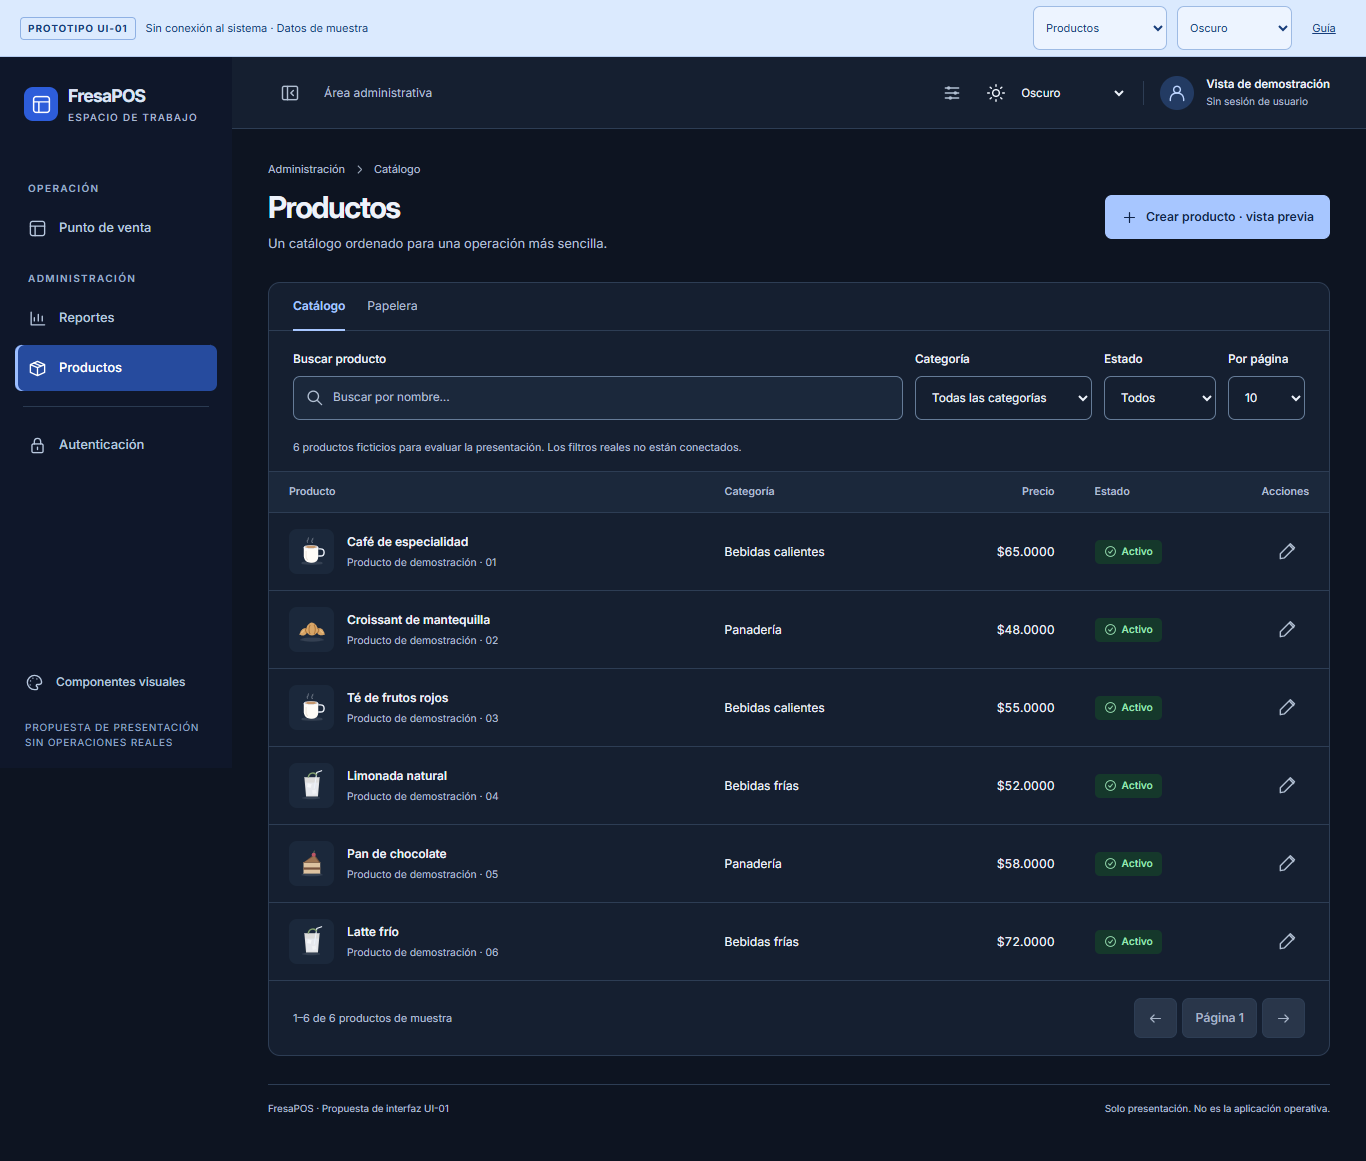 PROTOTIPO UI-01 Sin conexión al sistema · Datos de muestra Productos Oscuro Guía
FresaPOS
ESPACIO DE TRABAJO
Área administrativa Oscuro Vista de demostración
Sin sesión de usuario
OPERACIÓN
Punto de venta
ADMINISTRACIÓN
Reportes
Productos
Autenticación
Componentes visuales
PROPUESTA DE PRESENTACIÓN
SIN OPERACIONES REALES
Administración Catálogo
Productos
Un catálogo ordenado para una operación más sencilla.
Crear producto · vista previa
Catálogo Papelera
Buscar producto Categoría Estado Por página
Buscar por nombre... Todas las categorías Todos 10
6 productos ficticios para evaluar la presentación. Los filtros reales no están conectados.
Producto Categoría Precio Estado Acciones
Café de especialidad
Producto de demostración · 01
Bebidas calientes $65.0000 Activo
Croissant de mantequilla
Producto de demostración · 02
Panadería $48.0000 Activo
Té de frutos rojos
Producto de demostración · 03
Bebidas calientes $55.0000 Activo
Limonada natural
Producto de demostración · 04
Bebidas frías $52.0000 Activo
Pan de chocolate
Producto de demostración · 05
Panadería $58.0000 Activo
Latte frío
Producto de demostración · 06
Bebidas frías $72.0000 Activo
1–6 de 6 productos de muestra Página 1
FresaPOS · Propuesta de interfaz UI-01 Solo presentación. No es la aplicación operativa.